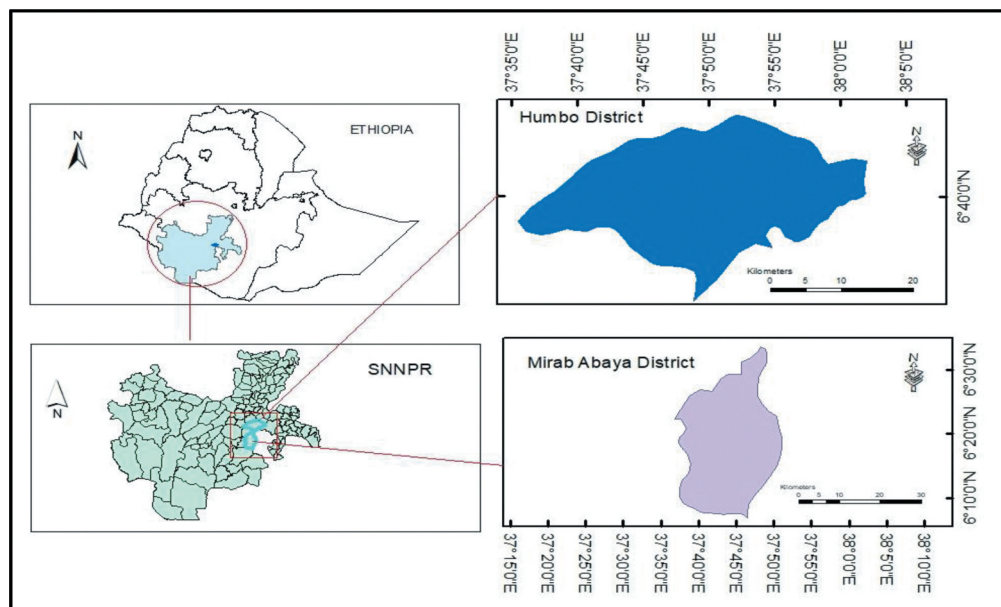 ETHIOPIA
N
SNNPR
N
37°35'0"E
37°40'0"E
37°45'0"E
37°50'0"E
37°55'0"E
38°0'0"E
38°5'0"E
Humbo District
N
6°40'0"N
Kilometers
0 5 10 20
Mirab Abaya District
N
6°30'0"N
6°20'0"N
6°10'0"N
Kilometers
0 5 10 20 30
37°15'0"E
37°20'0"E
37°25'0"E
37°30'0"E
37°35'0"E
37°40'0"E
37°45'0"E
37°50'0"E
37°55'0"E
38°0'0"E
38°5'0"E
38°10'0"E